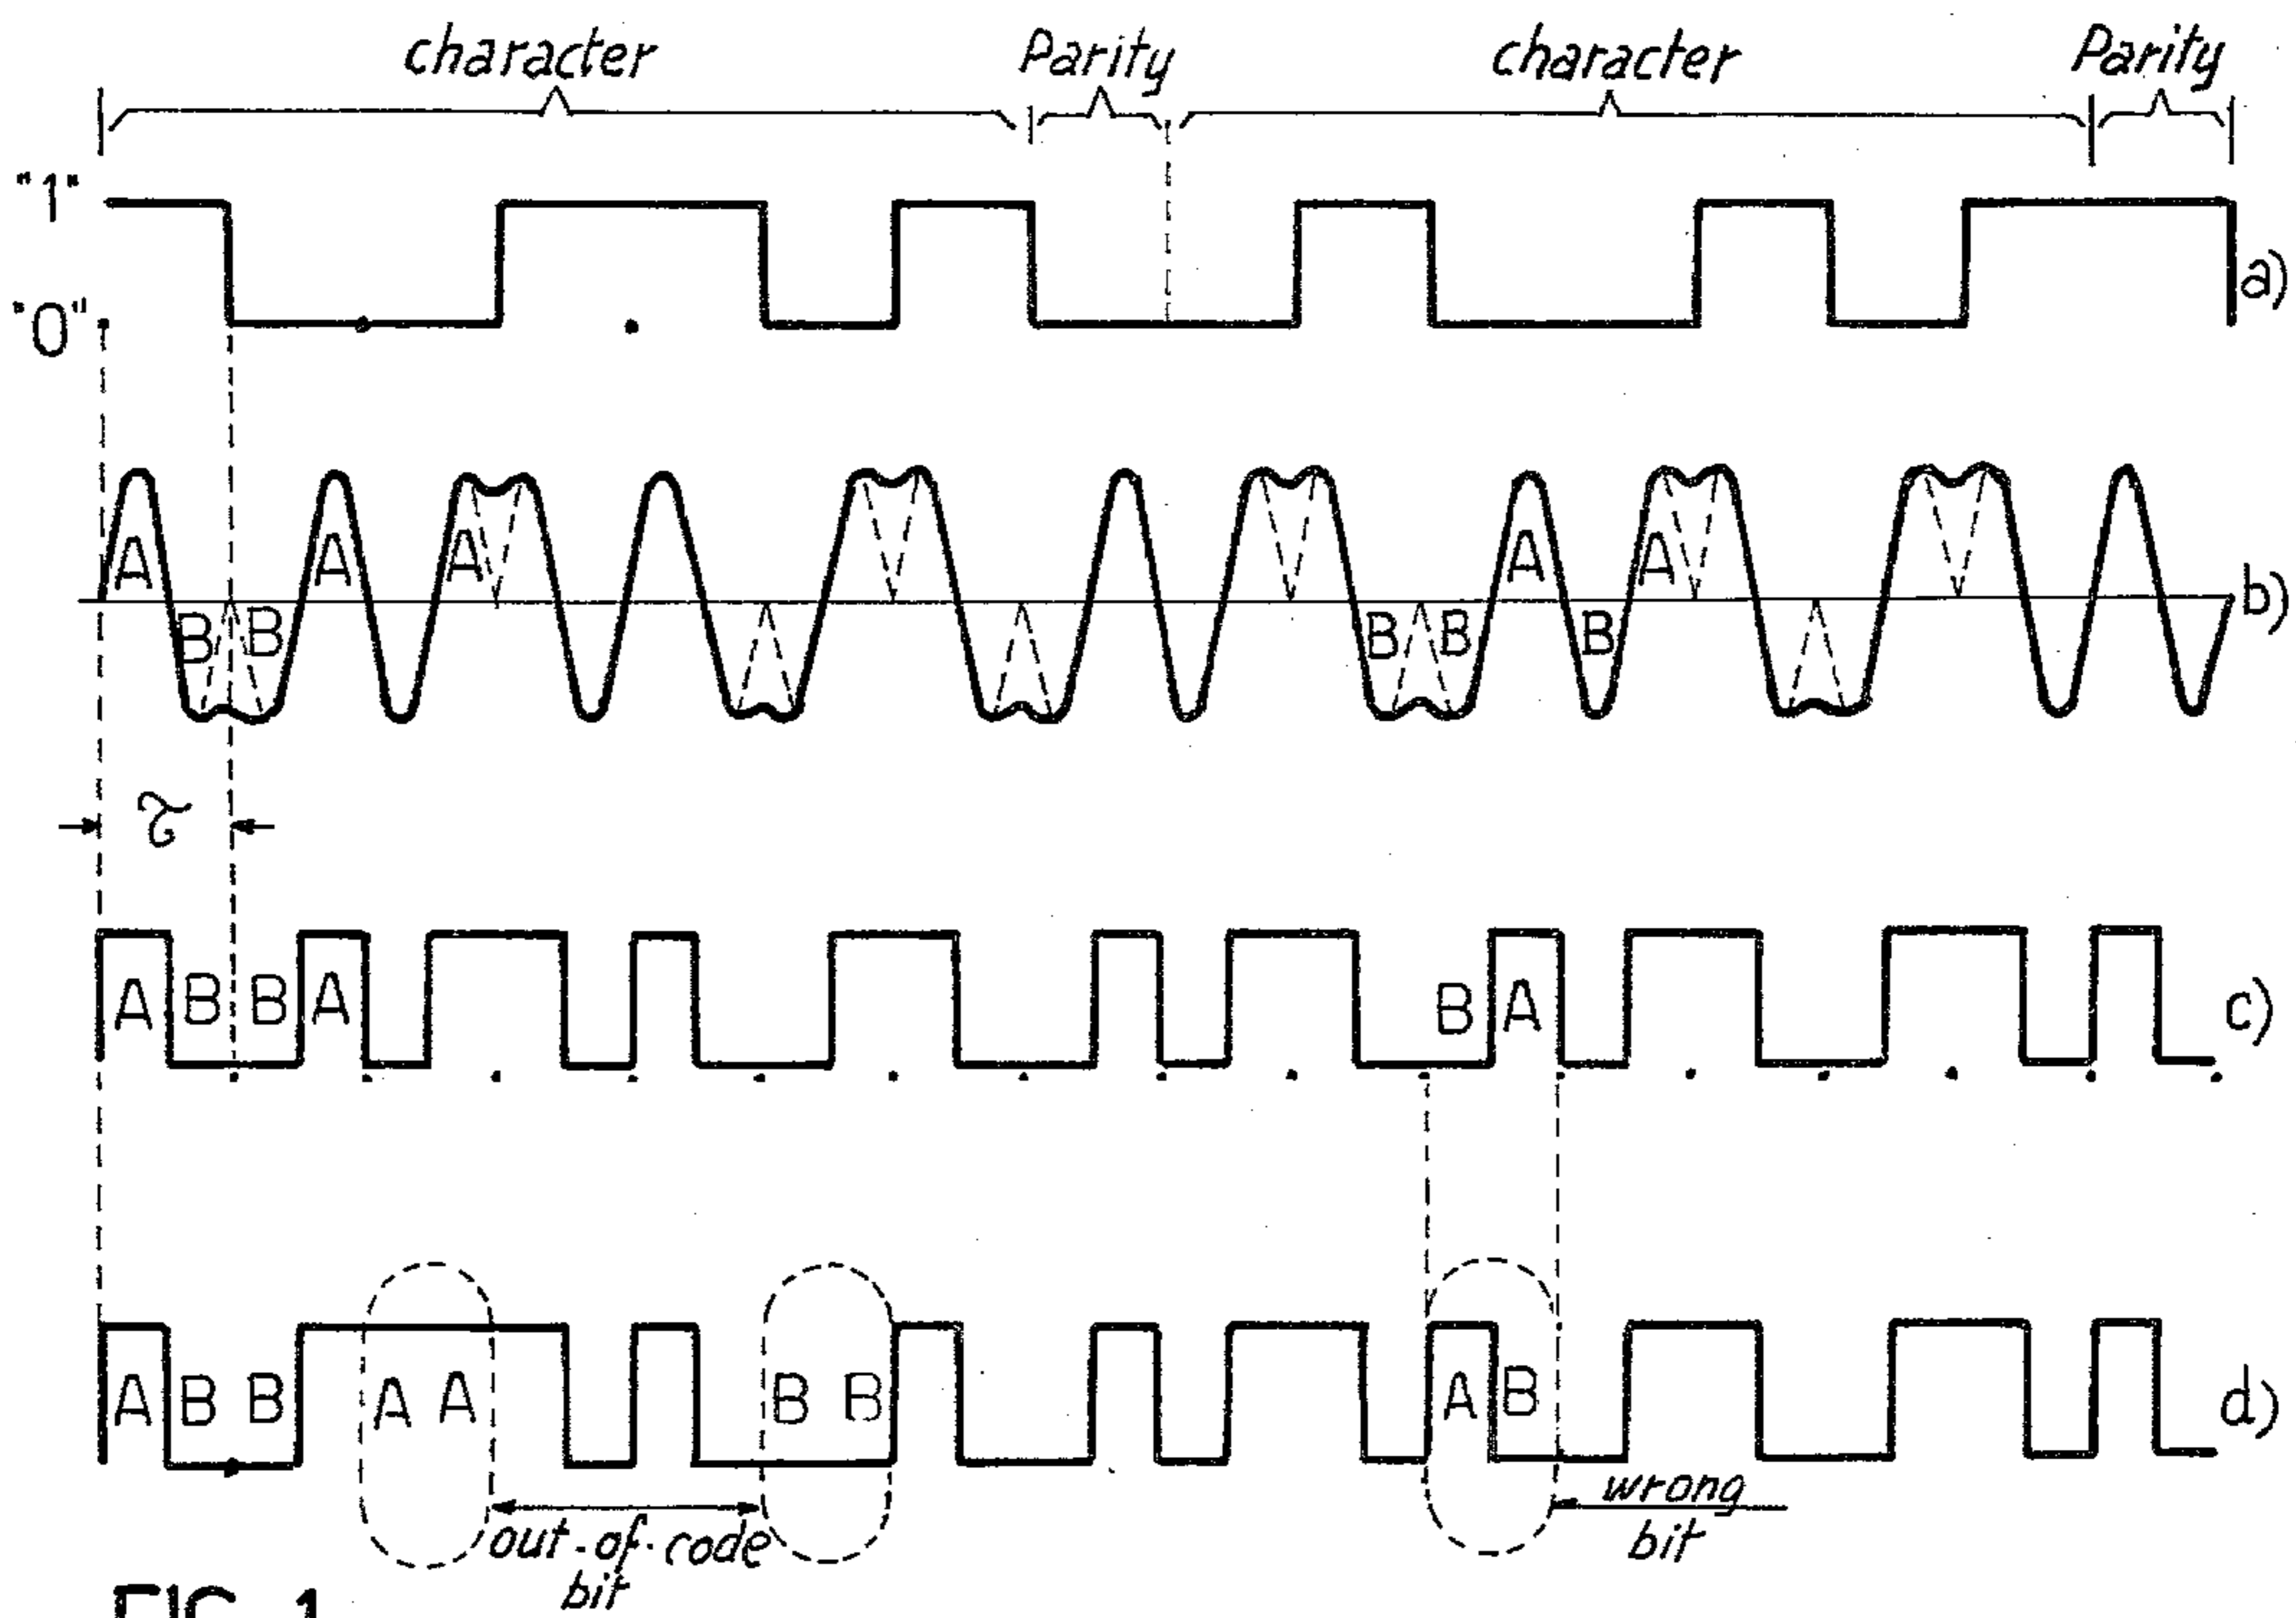 character Parity character Parity
"1"
a)
"0"
A A A A A
b)
B B B B B
τ
A B B A B A c)
A B B A A B B A B d)
wrong
out-of-code bit
bit
FIG. 1